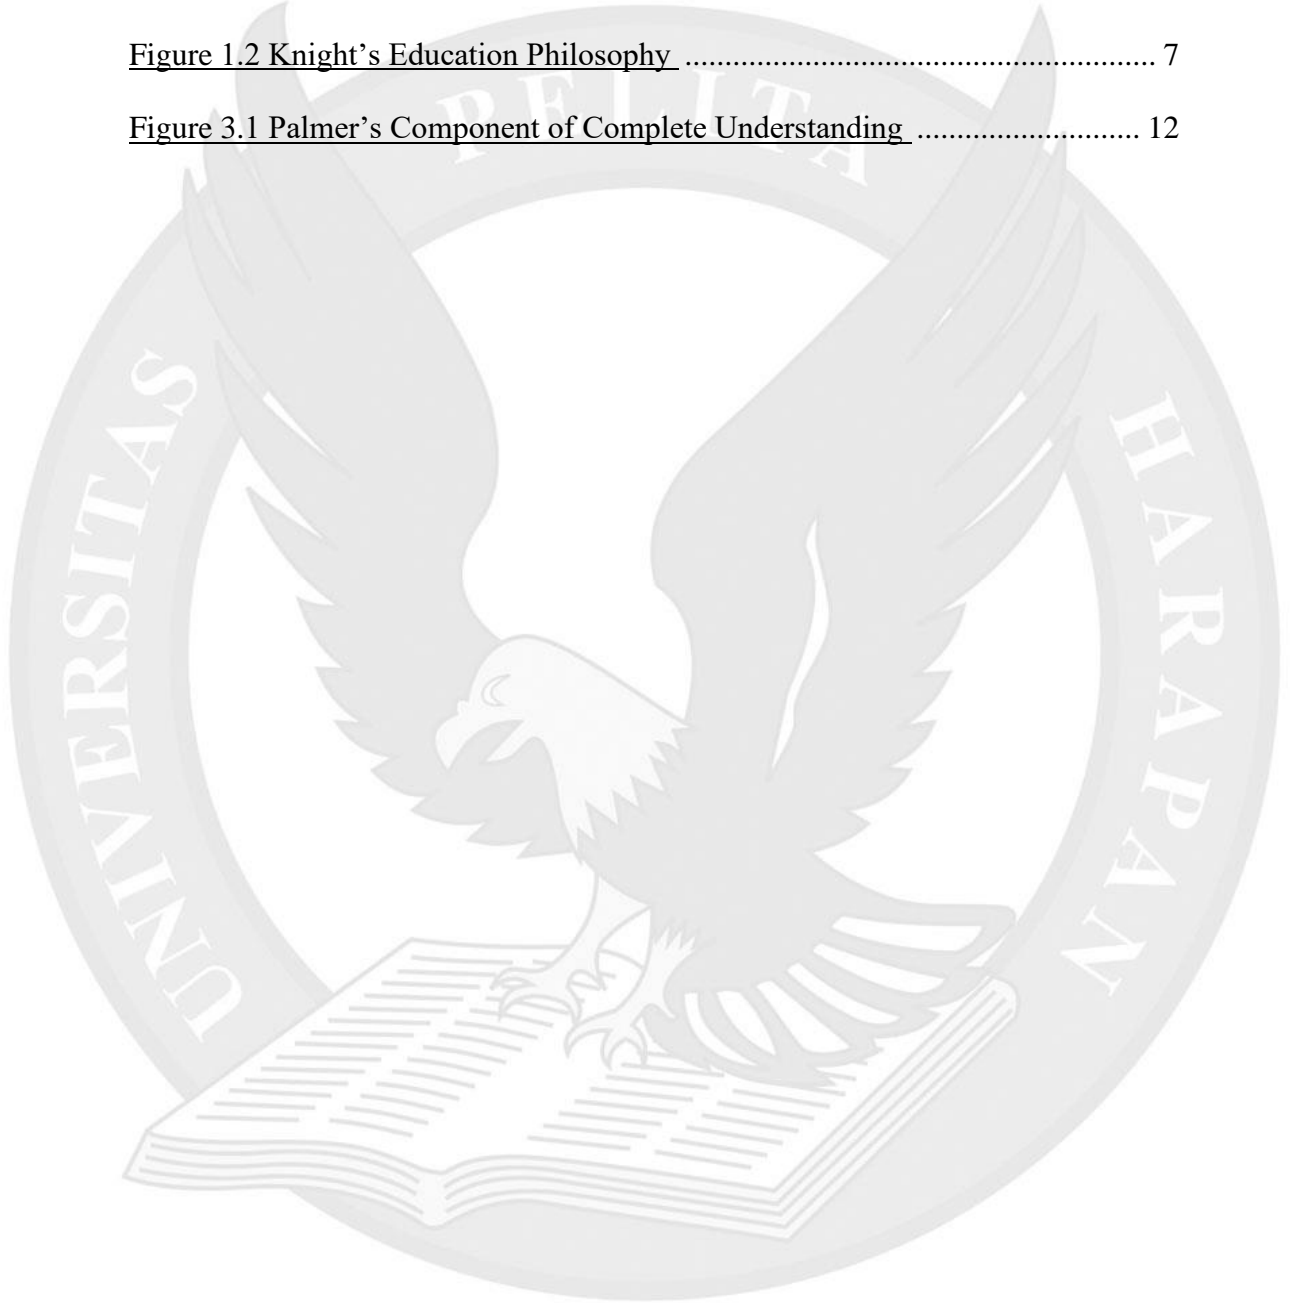 Figure 1.2 Knight’s Education Philosophy ............................................................ 7
Figure 3.1 Palmer’s Component of Complete Understanding ............................ 12
UNIVERSITAS PELITA HARAPAN